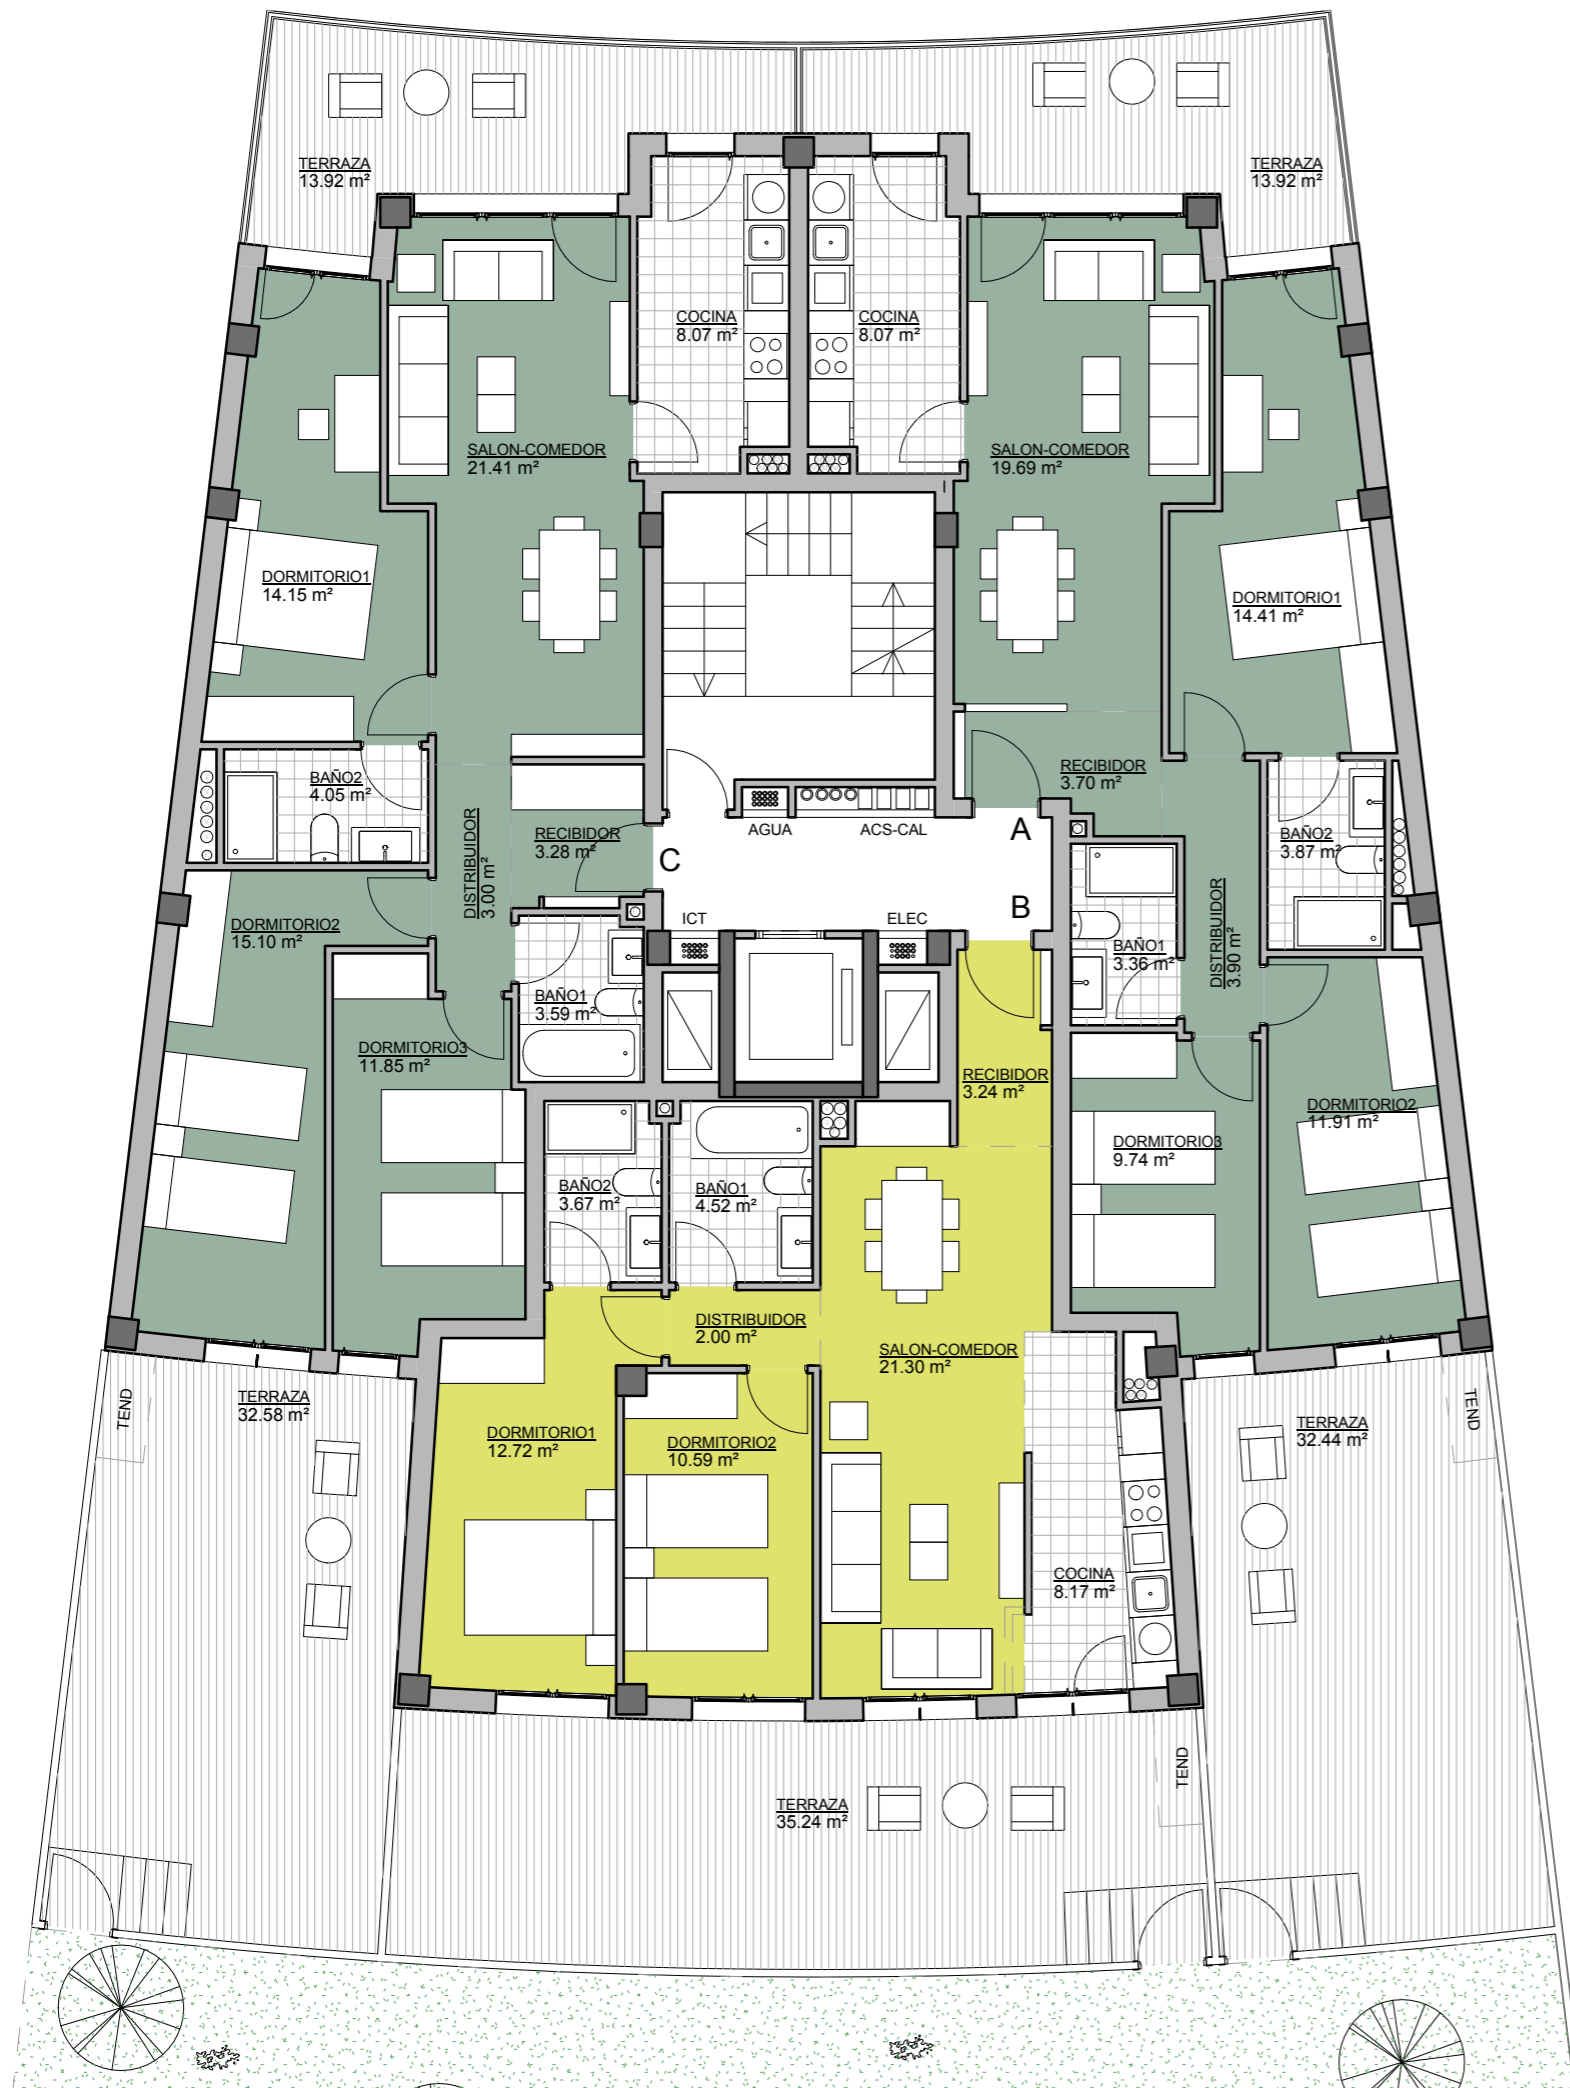 TERRAZA
13.92 m²
TERRAZA
13.92 m²
COCINA
8.07 m²
COCINA
8.07 m²
SALON-COMEDOR
21.41 m²
SALON-COMEDOR
19.69 m²
DORMITORIO1
14.15 m²
DORMITORIO1
14.41 m²
BAÑO2
4.05 m²
RECIBIDOR
3.70 m²
RECIBIDOR
3.28 m²
DISTRIBUIDOR
3.00 m²
AGUA
ACS-CAL
A
C
B
BAÑO2
3.87 m²
ICT
ELEC
DORMITORIO2
15.10 m²
BAÑO1
3.36 m²
DISTRIBUIDOR
3.90 m²
BAÑO1
3.59 m²
DORMITORIO3
11.85 m²
RECIBIDOR
3.24 m²
DORMITORIO2
11.91 m²
DORMITORIO3
9.74 m²
BAÑO2
3.67 m²
BAÑO1
4.52 m²
DISTRIBUIDOR
2.00 m²
SALON-COMEDOR
21.30 m²
TEND
TERRAZA
32.58 m²
DORMITORIO1
12.72 m²
DORMITORIO2
10.59 m²
TERRAZA
32.44 m²
TEND
COCINA
8.17 m²
TEND
TERRAZA
35.24 m²